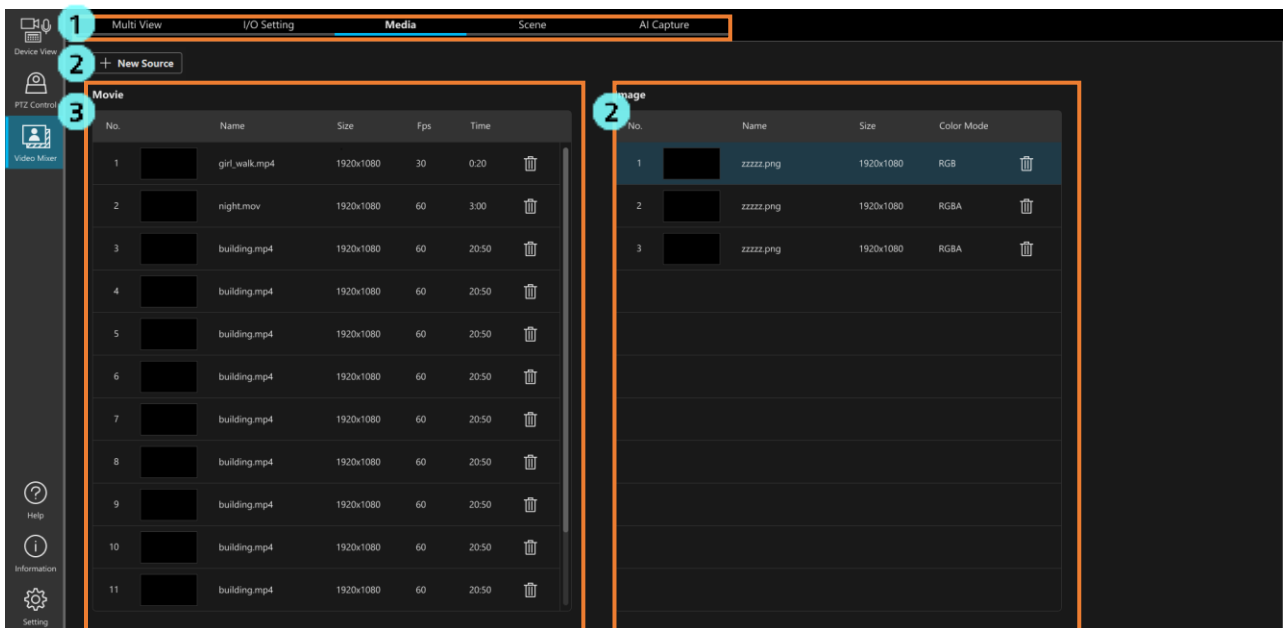 1 Multi View I/O Setting Media Scene AI Capture
Device View
2 + New Source
PTZ Control
Video Mixer
3 Movie
No. Name Size Fps Time
1 girl_walk.mp4 1920x1080 30 0:20
2 night.mov 1920x1080 60 3:00
3 building.mp4 1920x1080 60 20:50
4 building.mp4 1920x1080 60 20:50
5 building.mp4 1920x1080 60 20:50
6 building.mp4 1920x1080 60 20:50
7 building.mp4 1920x1080 60 20:50
8 building.mp4 1920x1080 60 20:50
9 building.mp4 1920x1080 60 20:50
10 building.mp4 1920x1080 60 20:50
11 building.mp4 1920x1080 60 20:50
2 mage
No. Name Size Color Mode
1 zzzzz.png 1920x1080 RGB
2 zzzzz.png 1920x1080 RGBA
3 zzzzz.png 1920x1080 RGBA
Help
Information
Setting